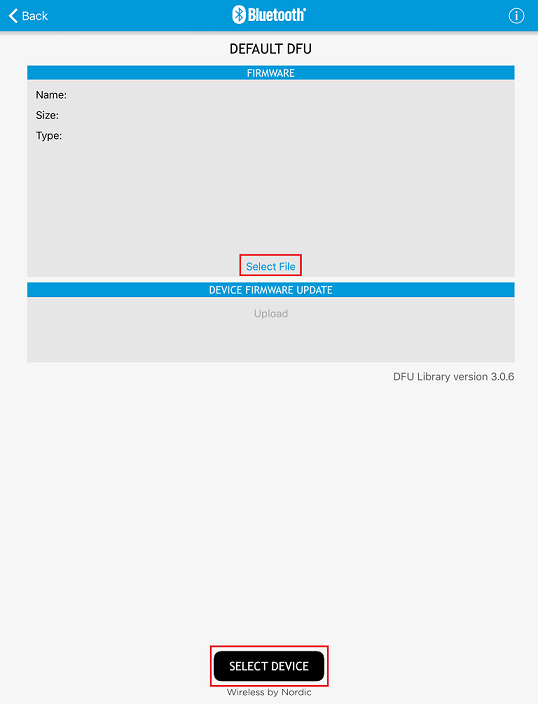 Back
Bluetooth®
DEFAULT DFU
FIRMWARE
Name:
Size:
Type:
Select File
DEVICE FIRMWARE UPDATE
Upload
DFU Library version 3.0.6
SELECT DEVICE
Wireless by Nordic